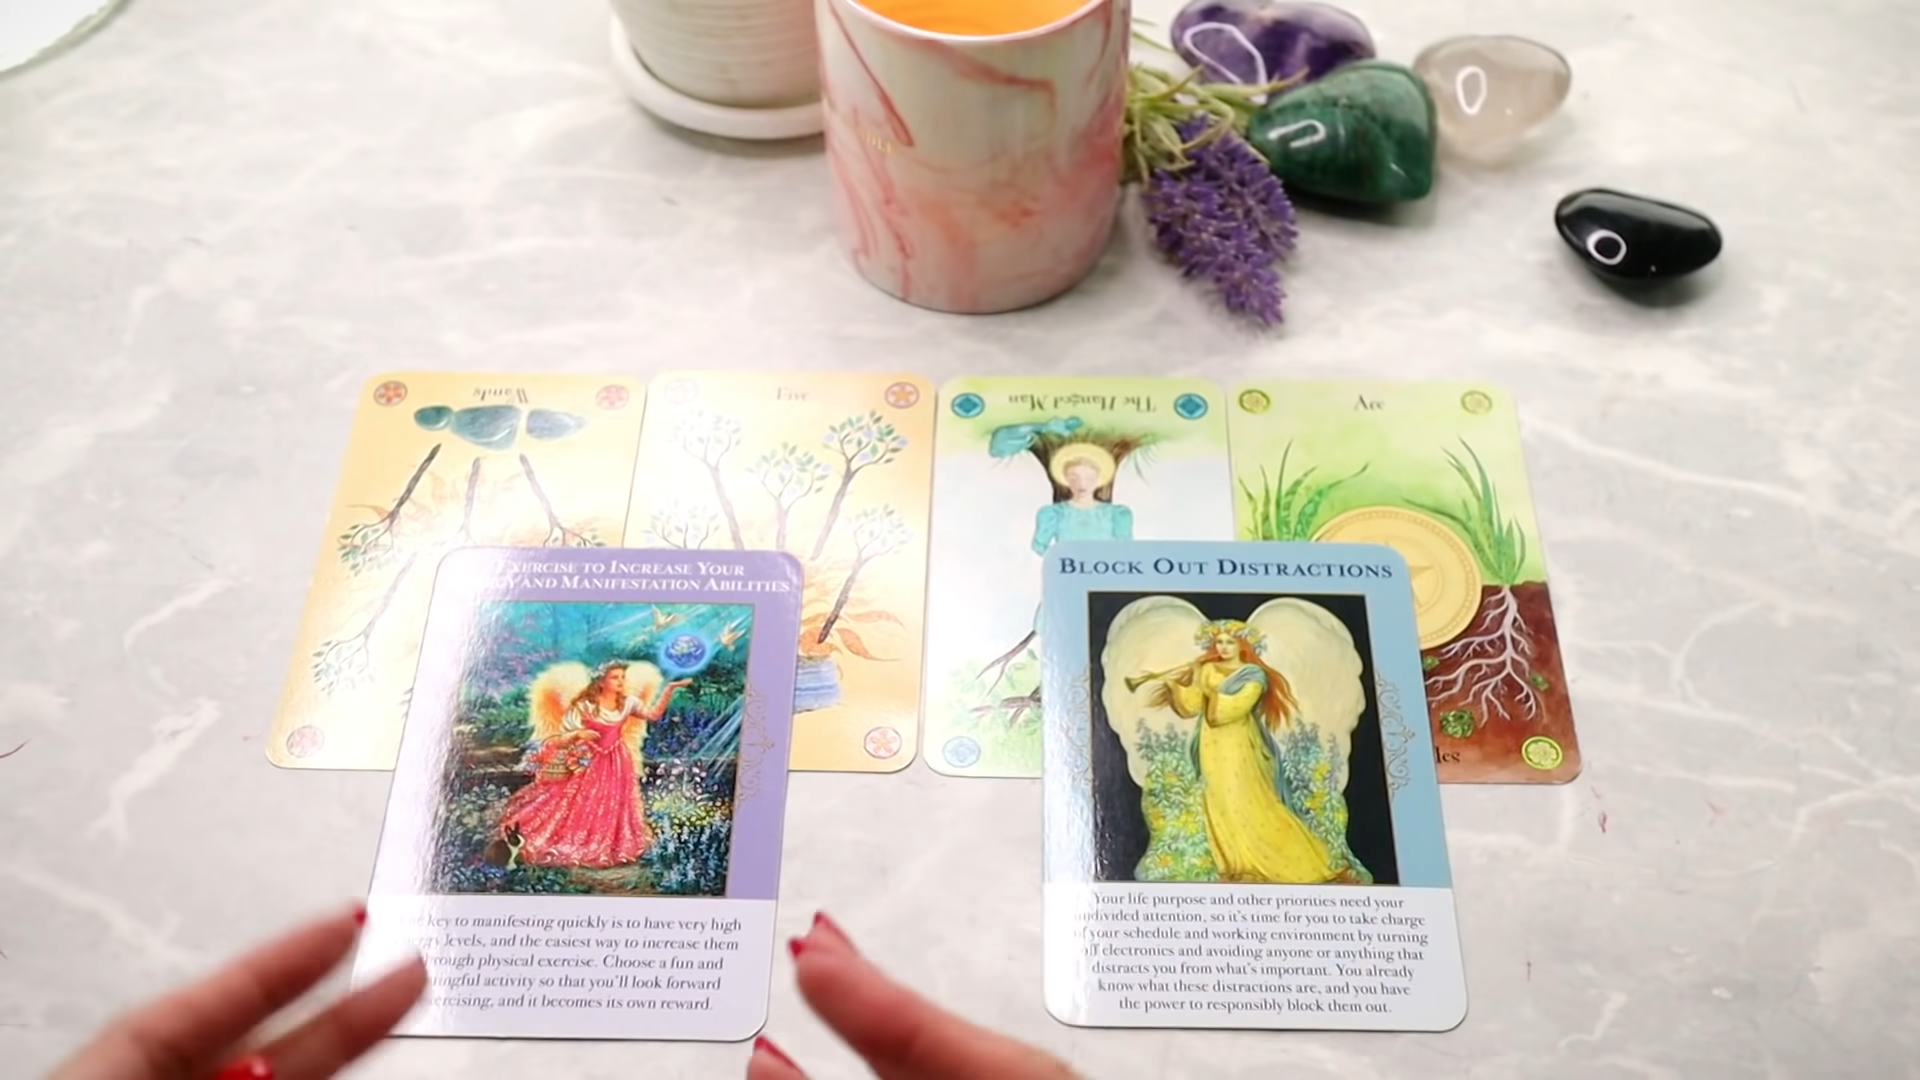 Wands
Five
The Hanged Man
Ace
Exercise to Increase Your
and Manifestation Abilities
key to manifesting quickly is to have very high
levels, and the easiest way to increase them
through physical exercise. Choose a fun and
activity so that you'll look forward
exercising, and it becomes its own reward.
Block Out Distractions
Your life purpose and other priorities need your
undivided attention, so it's time for you to take charge
of your schedule and working environment by turning
off electronics and avoiding anyone or anything that
distracts you from what's important. You already
know what these distractions are, and you have
the power to responsibly block them out.